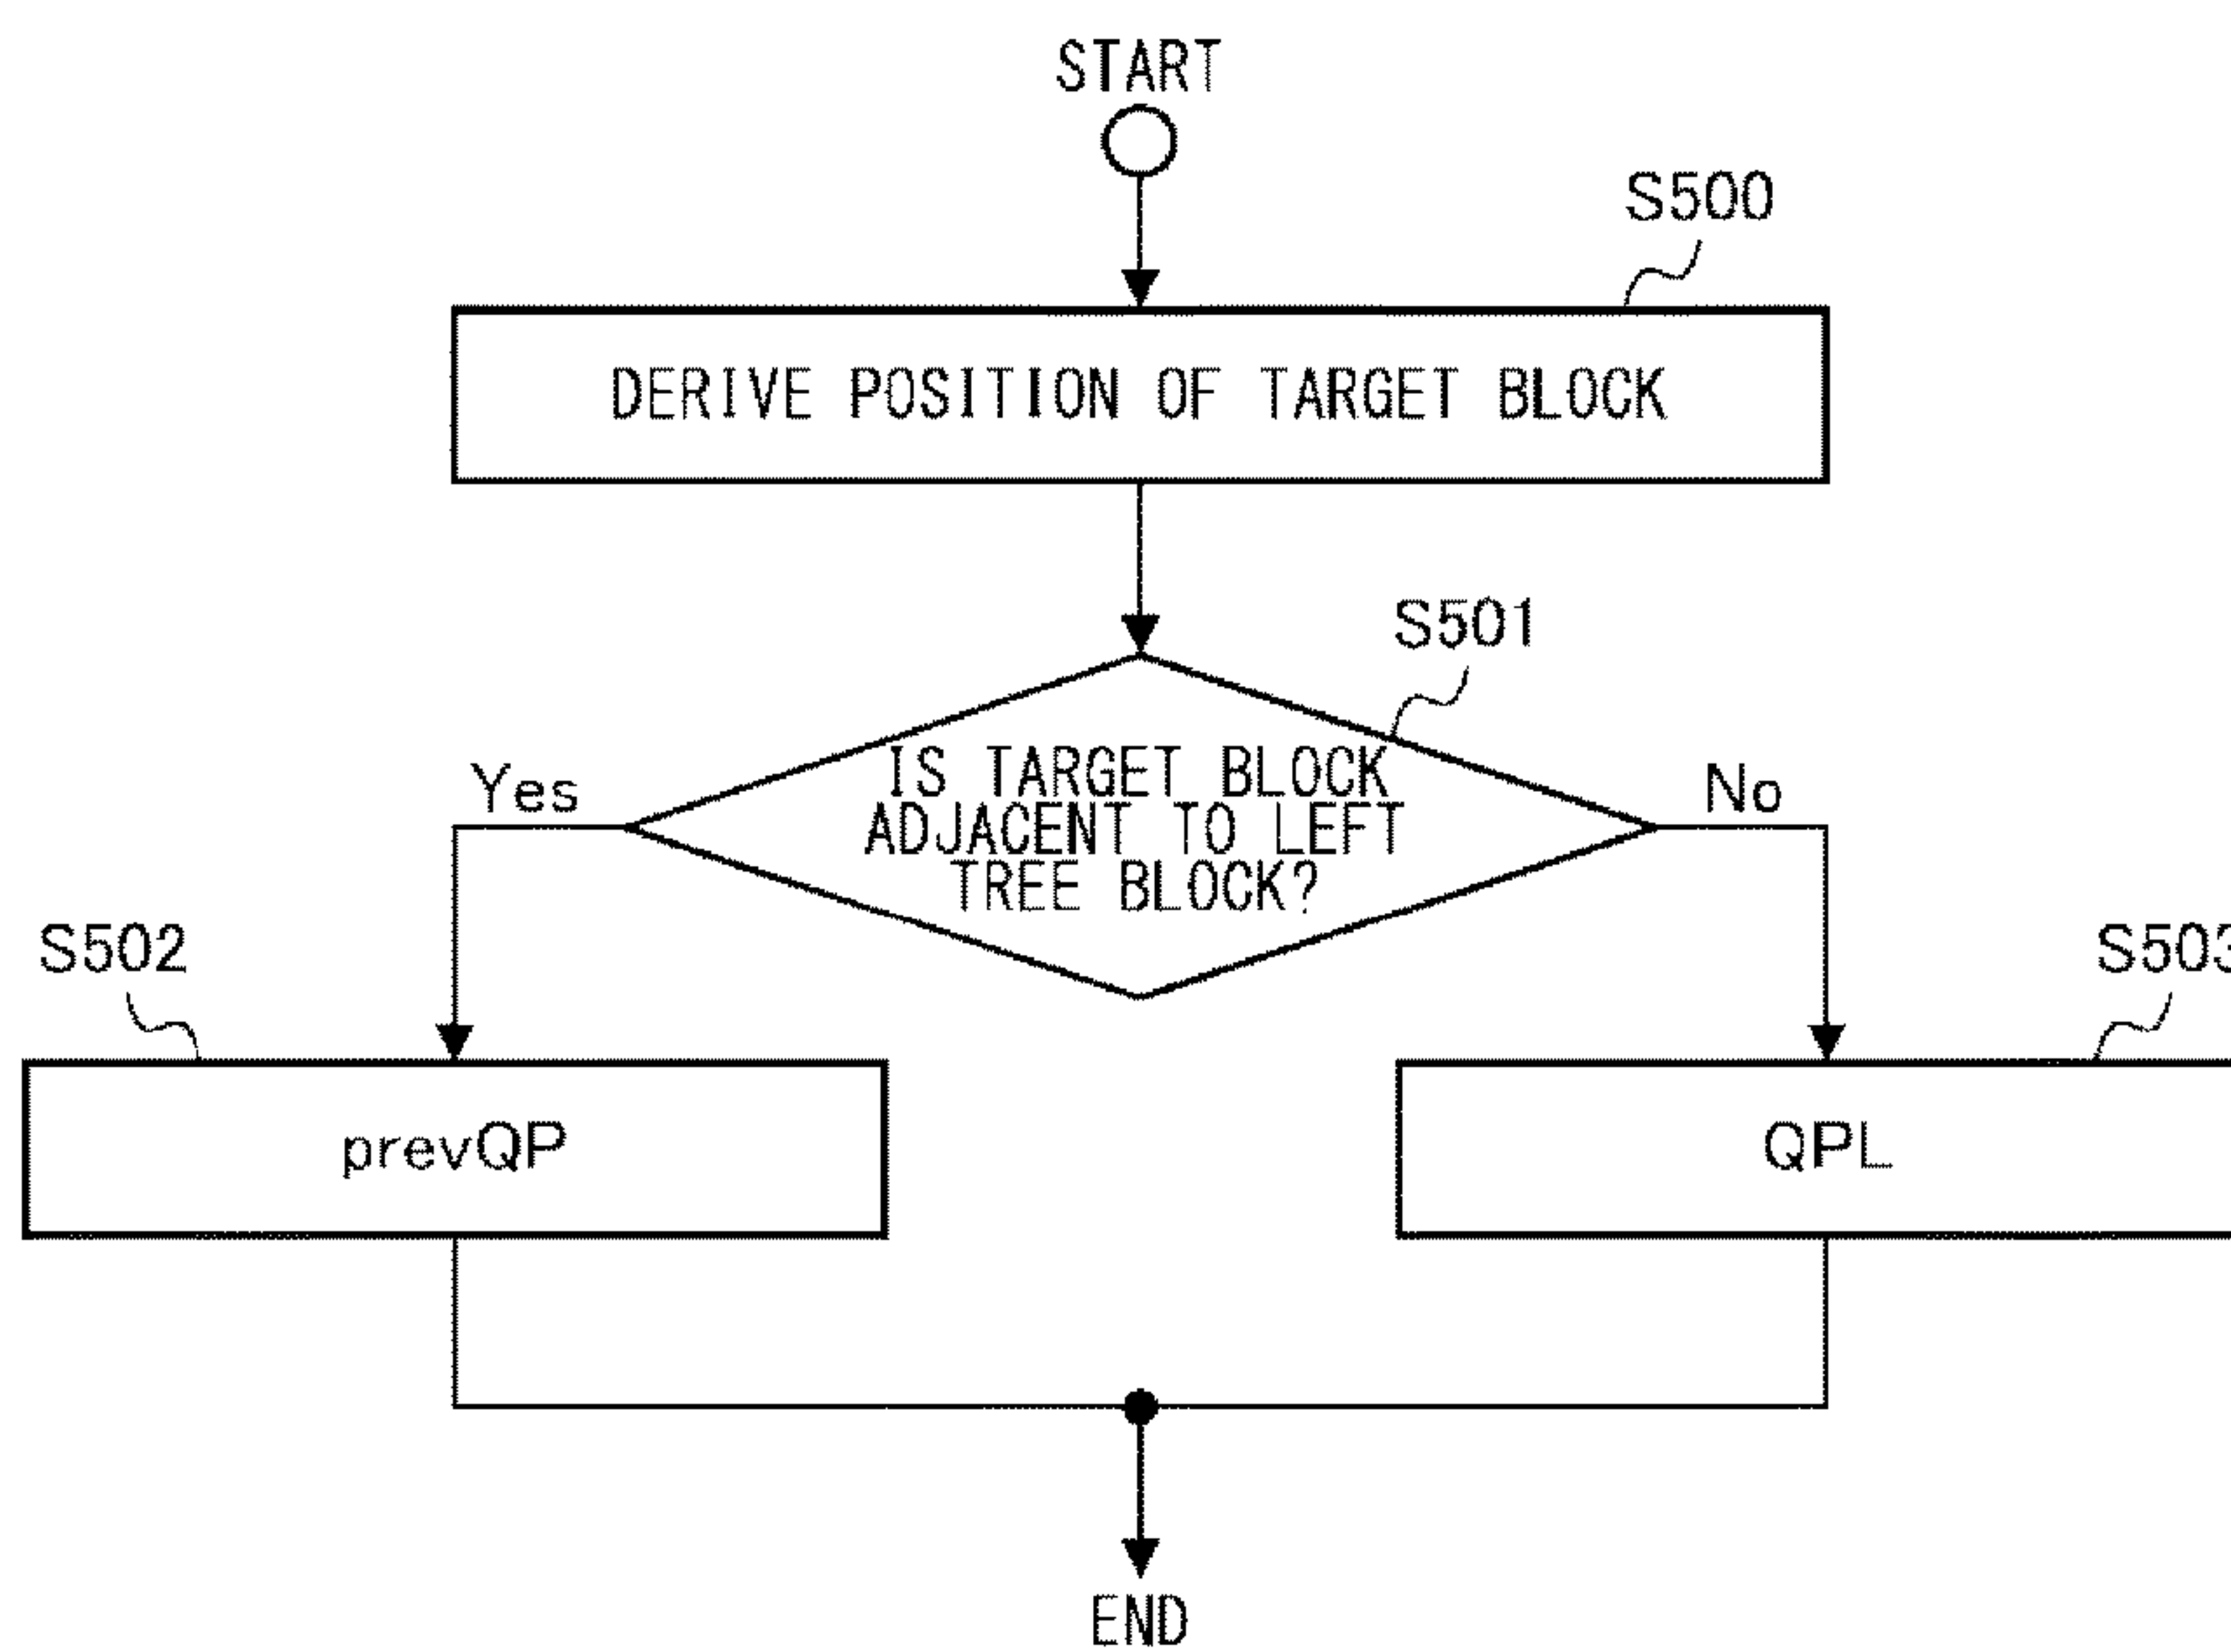 START
S500
DERIVE POSITION OF TARGET BLOCK
S501
IS TARGET BLOCK
ADJACENT TO LEFT
TREE BLOCK?
Yes
No
S502
S503
prevQP
QPL
END